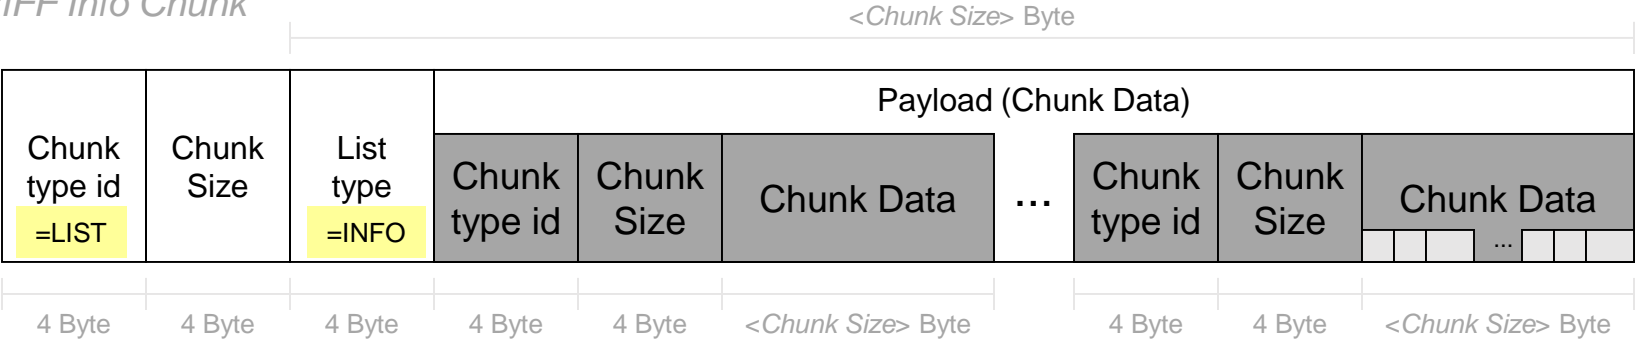 IFF Info Chunk
<Chunk Size> Byte
Payload (Chunk Data)
Chunk
type id
=LIST
Chunk
Size
List
type
=INFO
Chunk
type id
Chunk
Size
Chunk Data
...
Chunk
type id
Chunk
Size
Chunk Data
...
4 Byte
4 Byte
4 Byte
4 Byte
4 Byte
<Chunk Size> Byte
4 Byte
4 Byte
<Chunk Size> Byte